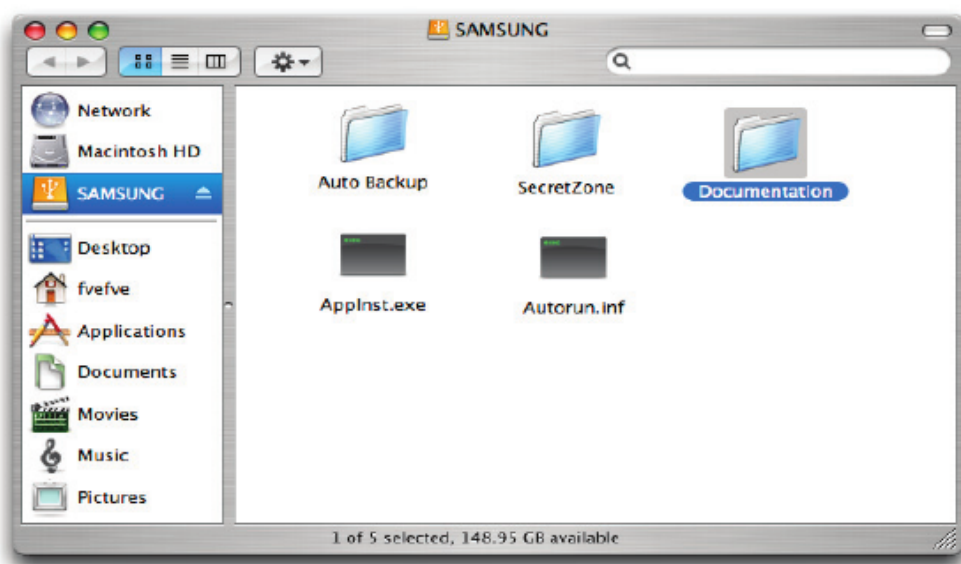 SAMSUNG
Network
Macintosh HD
SAMSUNG
Desktop
fvefve
Applications
Documents
Movies
Music
Pictures
Auto Backup
SecretZone
Documentation
AppInst.exe
Autorun.inf
1 of 5 selected, 148.95 GB available